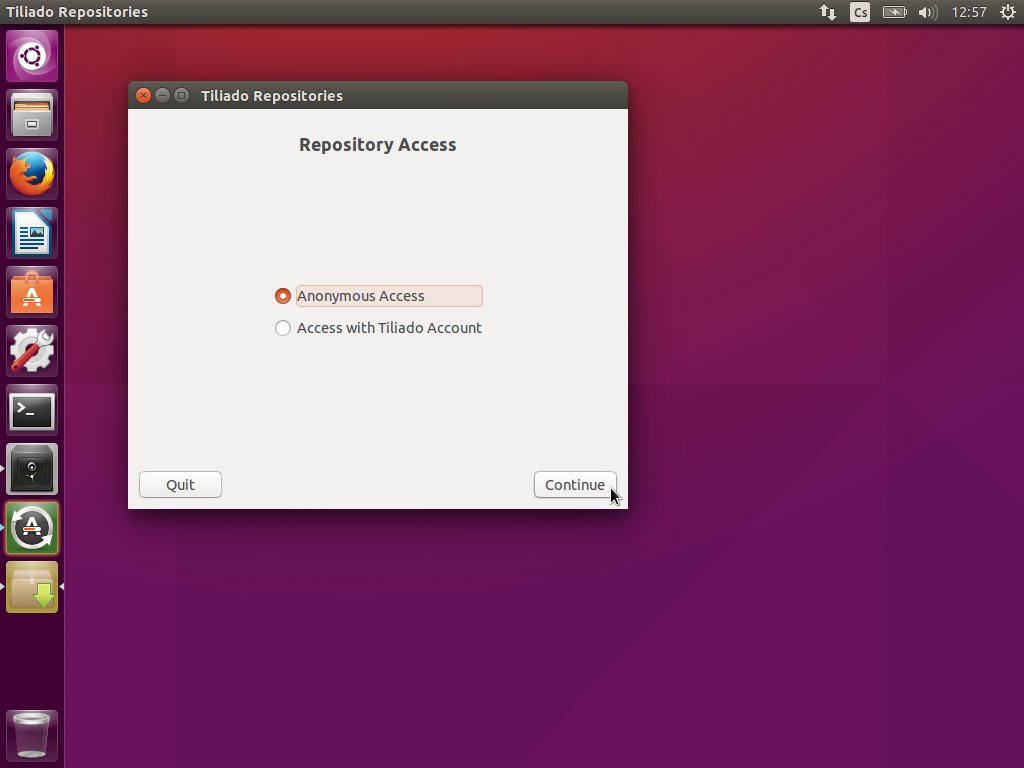 Tiliado Repositories
Cs
12:57
Tiliado Repositories
Repository Access
Anonymous Access
Access with Tiliado Account
Quit
Continue